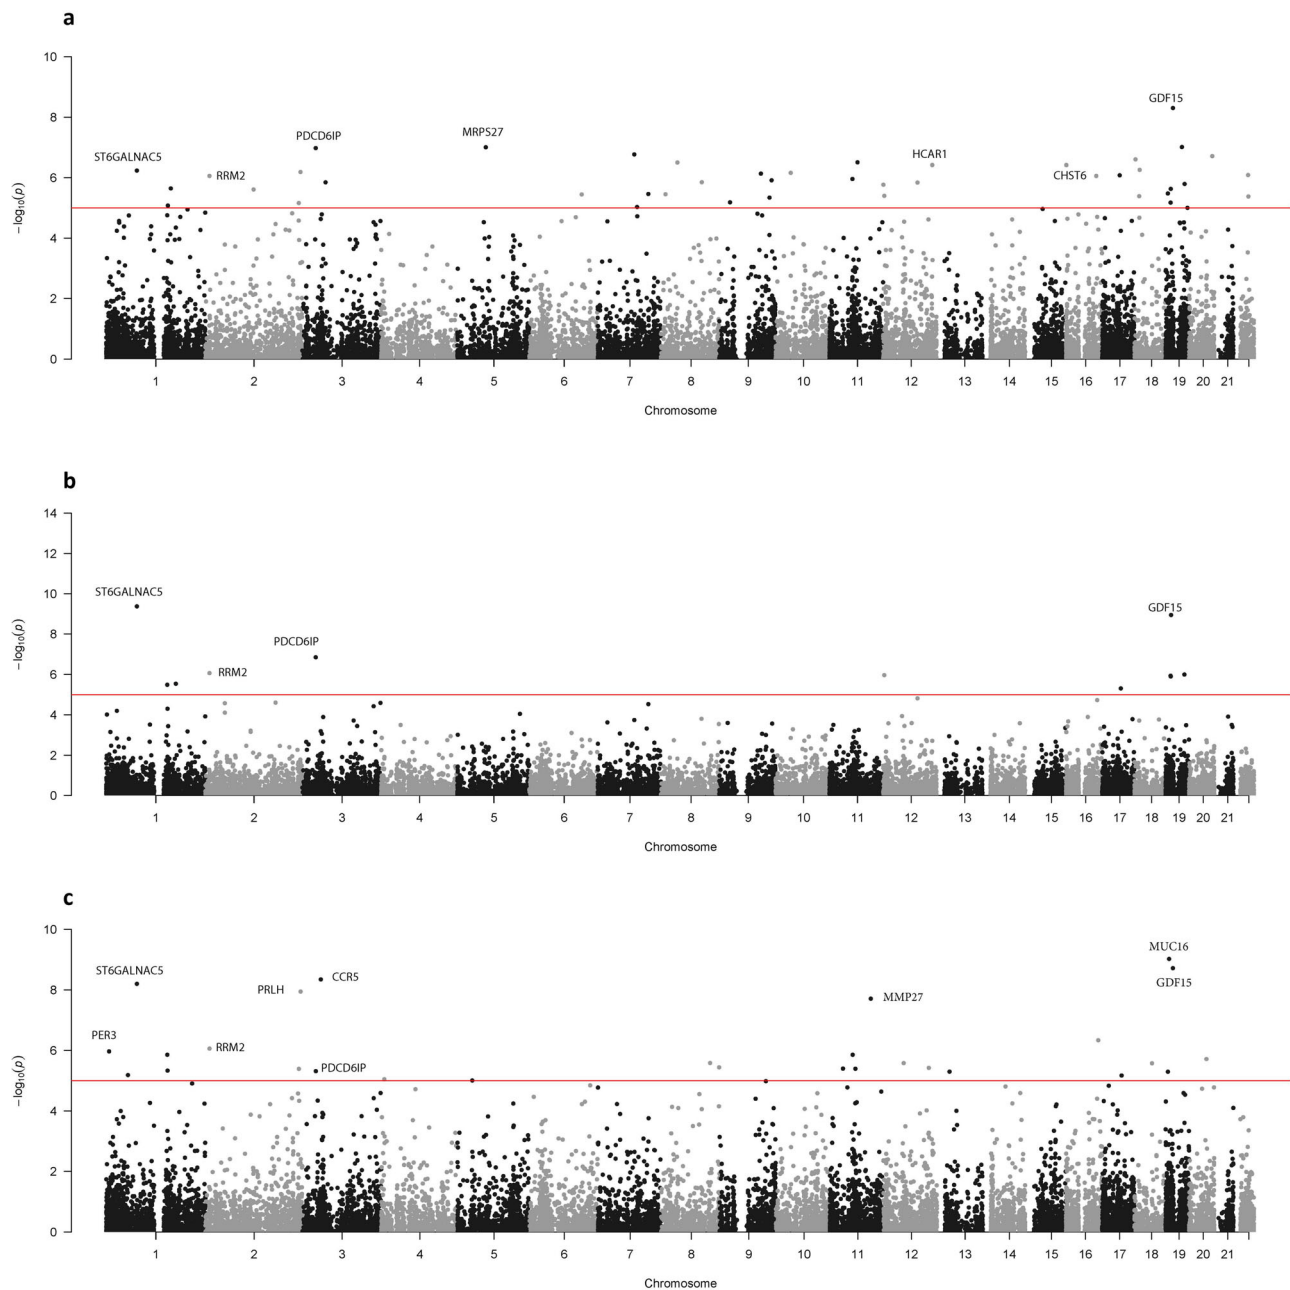 a
10
8
6
4
2
0
−log10(p)
ST6GALNAC5
RRM2
PDCD6IP
MRPS27
HCAR1
CHST6
GDF15
1 2 3 4 5 6 7 8 9 10 11 12 13 14 15 16 17 18 19 20 21
Chromosome
b
14
12
10
8
6
4
2
0
−log10(p)
ST6GALNAC5
RRM2
PDCD6IP
GDF15
1 2 3 4 5 6 7 8 9 10 11 12 13 14 15 16 17 18 19 20 21
Chromosome
c
10
8
6
4
2
0
−log10(p)
ST6GALNAC5
PER3
PRLH
RRM2
CCR5
PDCD6IP
MMP27
MUC16
GDF15
1 2 3 4 5 6 7 8 9 10 11 12 13 14 15 16 17 18 19 20 21
Chromosome